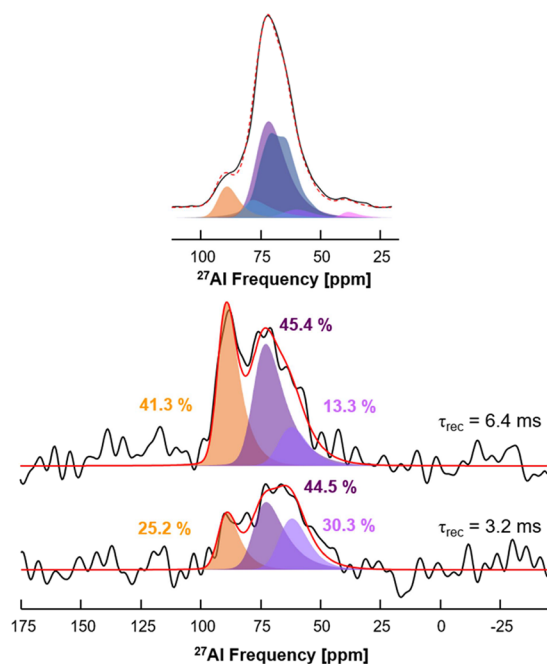 100 75 50 25
²⁷Al Frequency [ppm]
45.4 %
41.3 %
13.3 %
τrec = 6.4 ms
44.5 %
25.2 %
30.3 %
τrec = 3.2 ms
175 150 125 100 75 50 25 0 -25
²⁷Al Frequency [ppm]